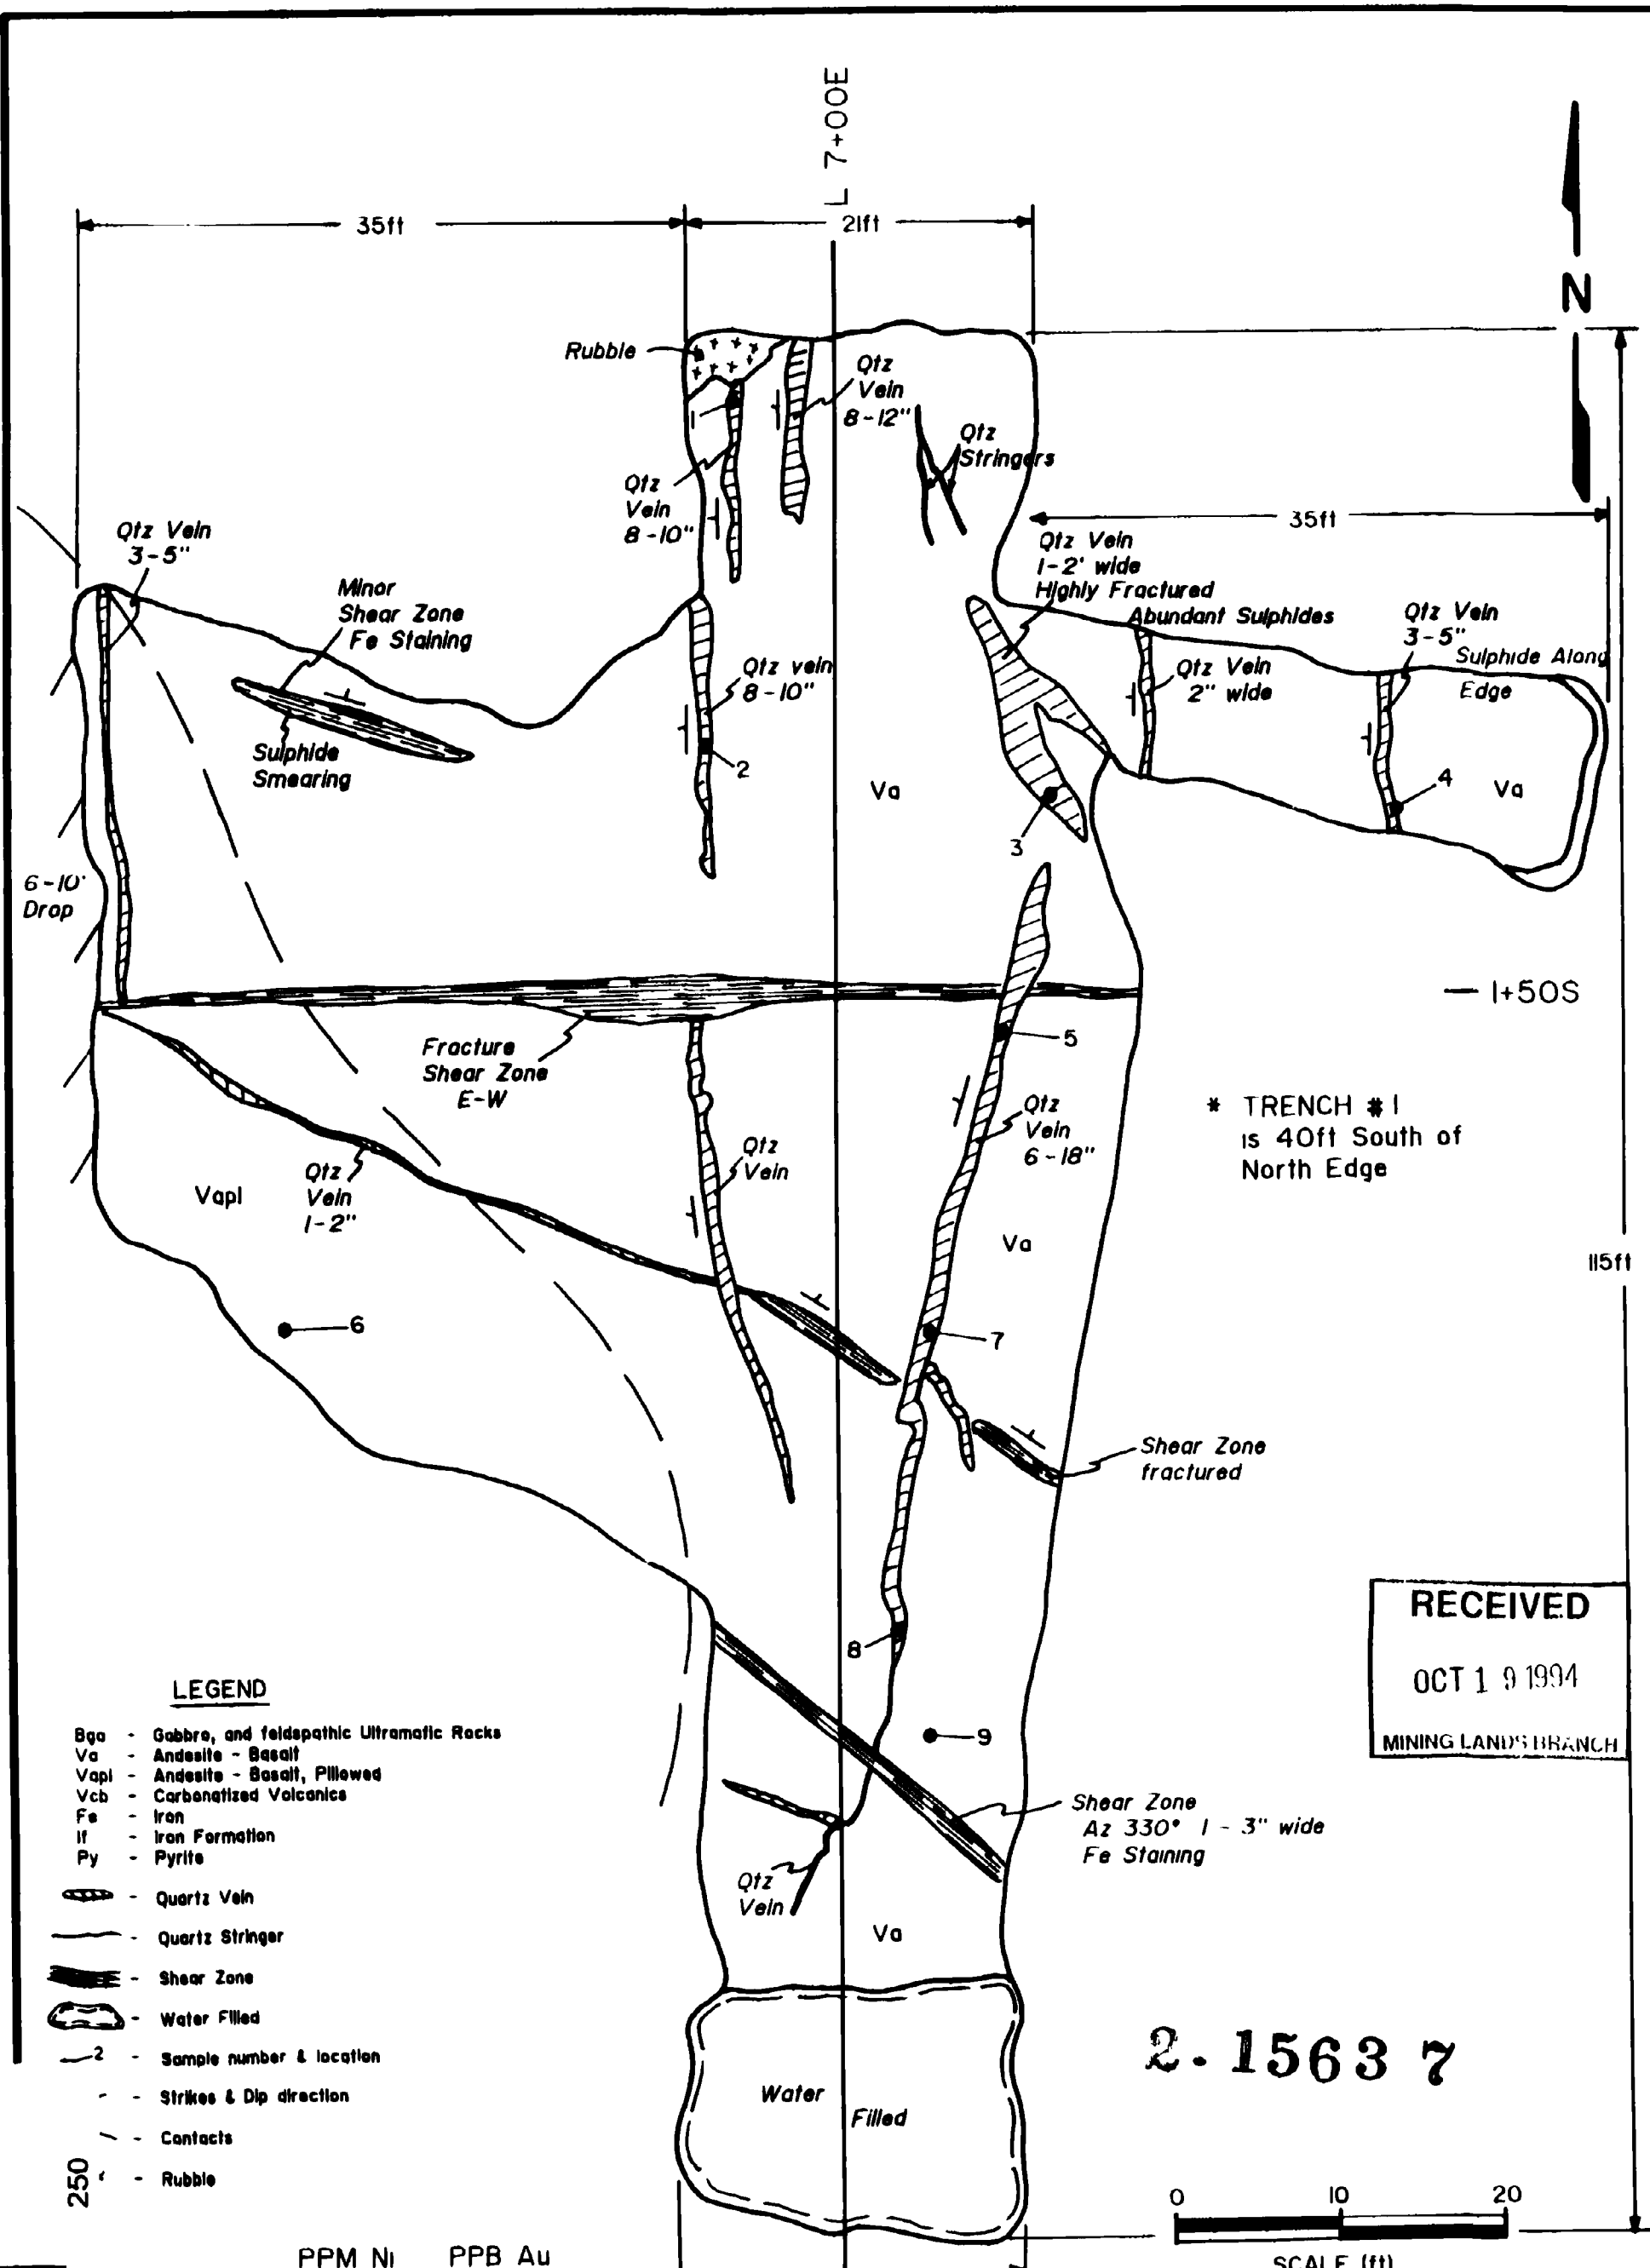 L 7+00E
35ft
21ft
N
Rubble
Qtz
Vein
8-12"
1
Qtz
Stringers
Qtz
Vein
8-10"
35ft
Qtz Vein
3-5"
Qtz Vein
1-2' wide
Highly Fractured
Abundant Sulphides
Minor
Shear Zone
Fe Staining
Qtz Vein
3-5"
Sulphide Along
Edge
Qtz vein
8-10"
Qtz Vein
2" wide
Sulphide
Smearing
2
Va
3
4
Va
6-10'
Drop
1+50S
5
Fracture
Shear Zone
E-W
Qtz
Vein
6-18"
* TRENCH #1
is 40ft South of
North Edge
Qtz
Vein
Qtz
Vein
1-2"
Vapl
Va
115ft
6
7
Shear Zone
fractured
8
9
RECEIVED
OCT 19 1994
MINING LANDS BRANCH
Shear Zone
Az 330° 1-3" wide
Fe Staining
Qtz
Vein
Va
LEGEND
Bga - Gabbro, and feldspathic Ultramafic Rocks
Va - Andesite - Basalt
Vapl - Andesite - Basalt, Pillowed
Vcb - Carbonatized Volcanics
Fe - Iron
If - Iron Formation
Py - Pyrite
- Quartz Vein
- Quartz Stringer
- Shear Zone
- Water Filled
2 - Sample number & location
- Strikes & Dip direction
- Contacts
- Rubble
250
Water
Filled
2.15637
0 10 20
SCALE (ft)
PPM Ni PPB Au